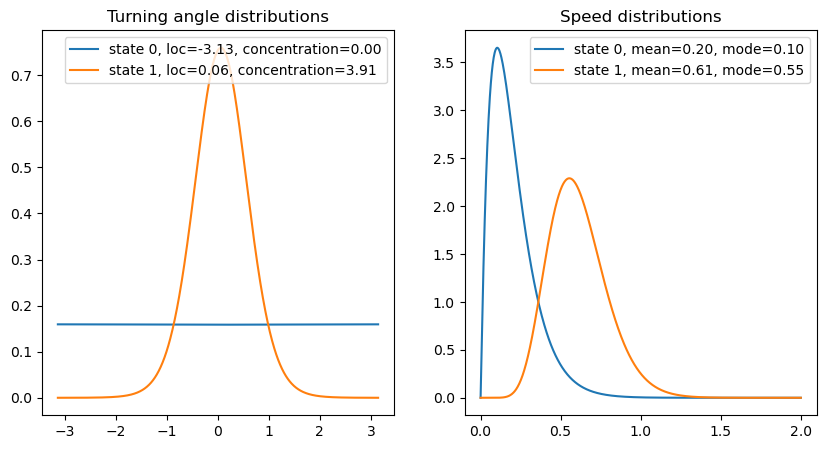 Turning angle distributions
state 0, loc=-3.13, concentration=0.00
state 1, loc=0.06, concentration=3.91
0.7
0.6
0.5
0.4
0.3
0.2
0.1
0.0
−3 −2 −1 0 1 2 3
Speed distributions
state 0, mean=0.20, mode=0.10
state 1, mean=0.61, mode=0.55
3.5
3.0
2.5
2.0
1.5
1.0
0.5
0.0
0.0 0.5 1.0 1.5 2.0